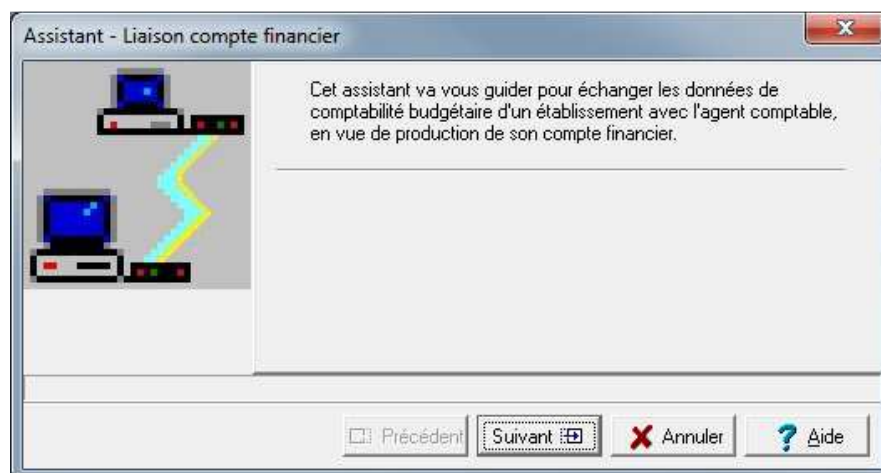 Assistant - Liaison compte financier
Cet assistant va vous guider pour échanger les données de
comptabilité budgétaire d'un établissement avec l'agent comptable,
en vue de production de son compte financier.
Précédent
Suivant
Annuler
Aide